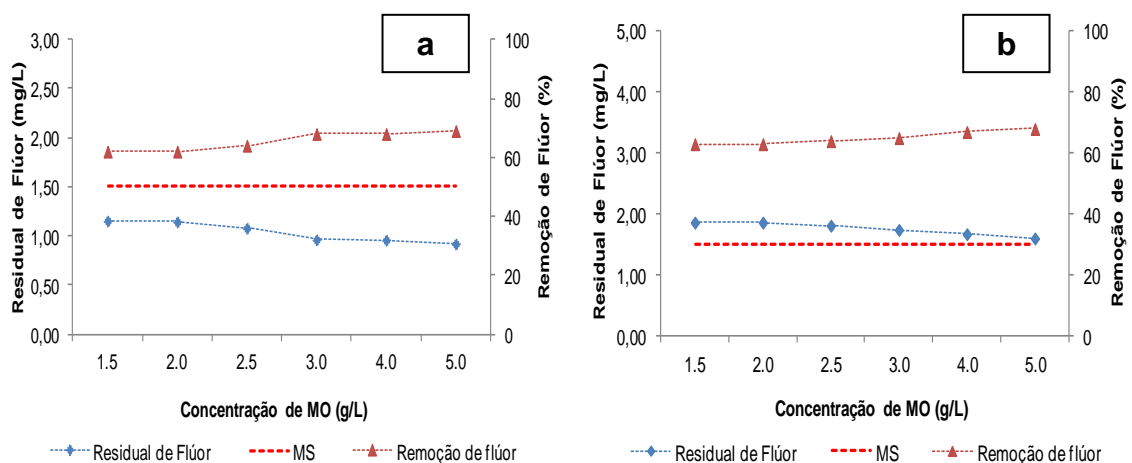 a
Residual de Flúor (mg/L)
3,00
2,50
2,00
1,50
1,00
0,50
0,00
100
80
60
40
20
0
Remoção de Flúor (%)
1.5 2.0 2.5 3.0 4.0 5.0
Concentração de MO (g/L)
Residual de Flúor MS Remoção de flúor
b
Residual de Flúor (mg/L)
5,00
4,00
3,00
2,00
1,00
0,00
100
80
60
40
20
0
Remoção de Flúor (%)
1.5 2.0 2.5 3.0 4.0 5.0
Concentração de MO (g/L)
Residual de Flúor MS Remoção de flúor